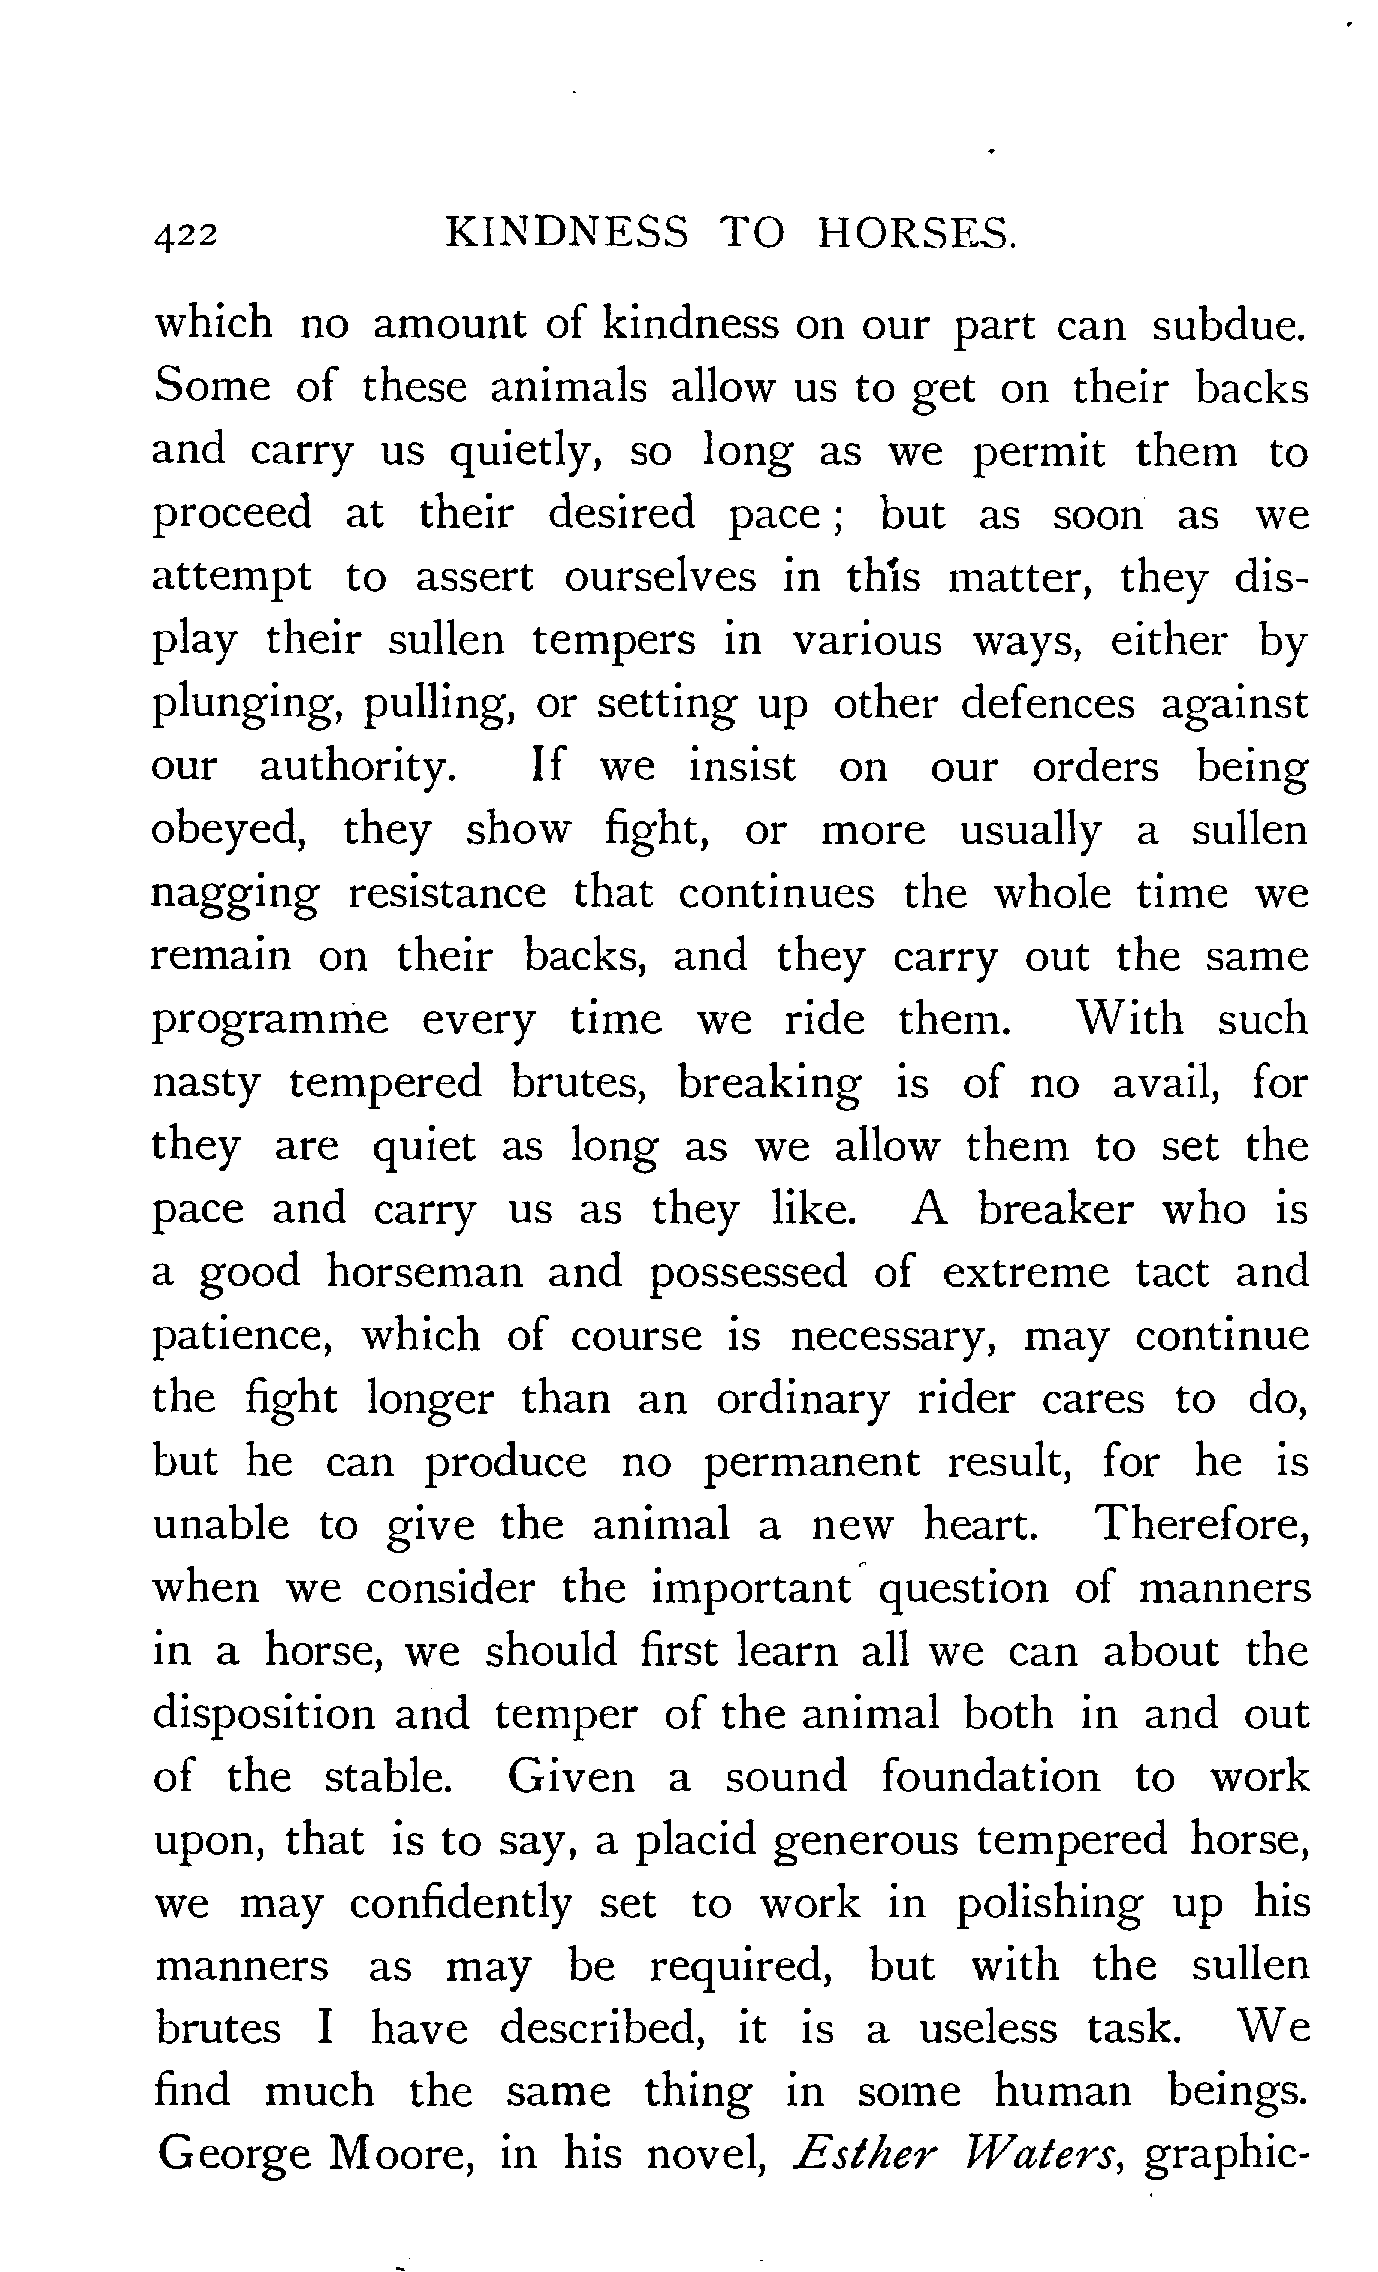 422 KINDNESS TO HORSES.
which no amount of kindness on our part can subdue.
Some of these animals allow us to get on their backs
and carry us quietly, so long as we permit them to
proceed at their desired pace ; but as soon as we
attempt to assert ourselves in this matter, they dis-
play their sullen tempers in various ways, either by
plunging, pulling, or setting up other defences against
our authority. If we insist on our orders being
obeyed, they show fight, or more usually a sullen
nagging resistance that continues the whole time we
remain on their backs, and they carry out the same
programme every time we ride them. With such
nasty tempered brutes, breaking is of no avail, for
they are quiet as long as we allow them to set the
pace and carry us as they like. A breaker who is
a good horseman and possessed of extreme tact and
patience, which of course is necessary, may continue
the fight longer than an ordinary rider cares to do,
but he can produce no permanent result, for he is
unable to give the animal a new heart. Therefore,
when we consider the important question of manners
in a horse, we should first learn all we can about the
disposition and temper of the animal both in and out
of the stable. Given a sound foundation to work
upon, that is to say, a placid generous tempered horse,
we may confidently set to work in polishing up his
manners as may be required, but with the sullen
brutes I have described, it is a useless task. We
find much the same thing in some human beings.
George Moore, in his novel, Esther Waters, graphic-